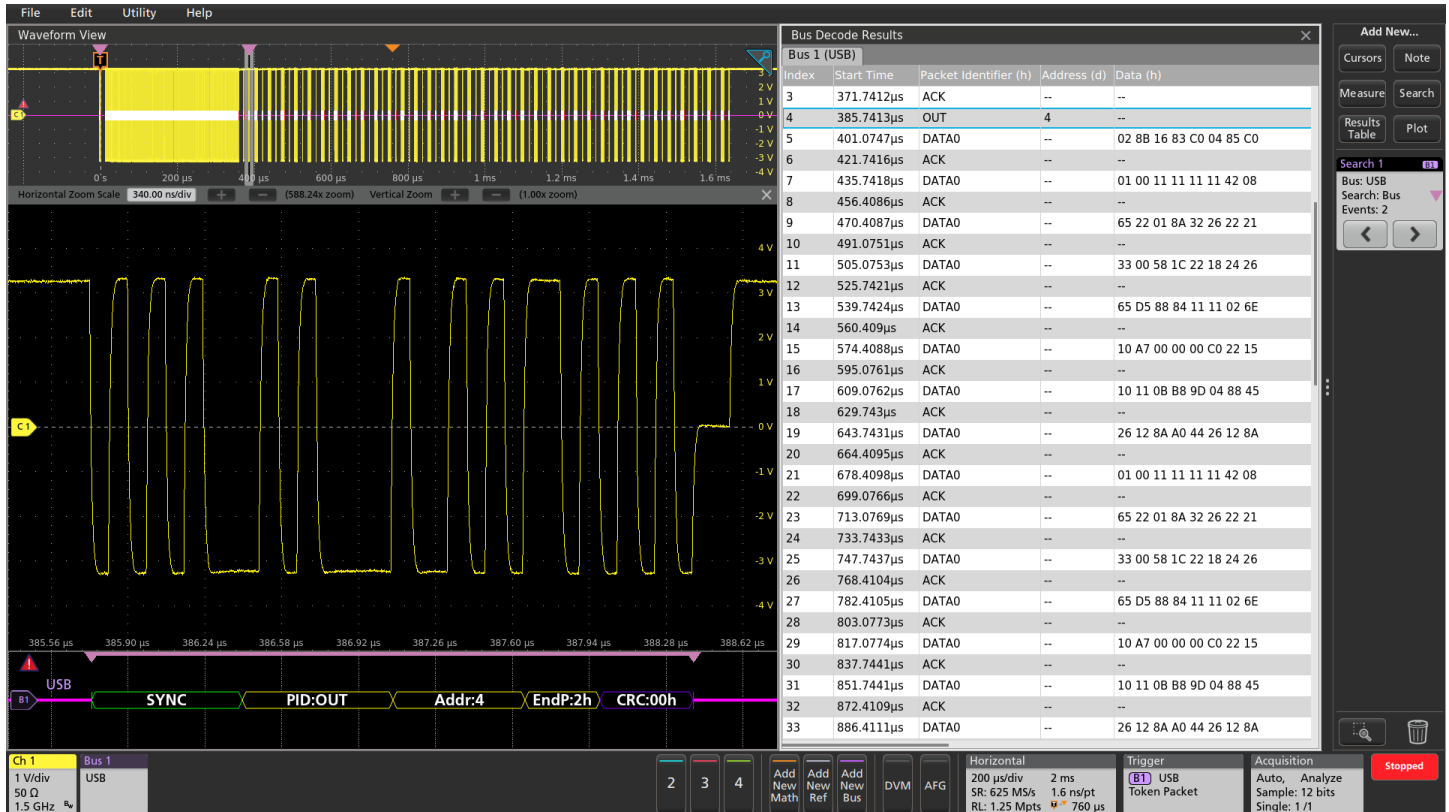 File Edit Utility Help
Waveform View
T
3 V
2 V
1 V
0 V
-1 V
-2 V
-3 V
-4 V
C1
0 s 200 µs 400 µs 600 µs 800 µs 1 ms 1.2 ms 1.4 ms 1.6 ms
Horizontal Zoom Scale 340.00 ns/div + — (588.24x zoom) Vertical Zoom + — (1.00x zoom) ×
4 V
3 V
2 V
1 V
C1 0 V
-1 V
-2 V
-3 V
-4 V
385.56 µs 385.90 µs 386.24 µs 386.58 µs 386.92 µs 387.26 µs 387.60 µs 387.94 µs 388.28 µs 388.62 µs
USB
B1 SYNC PID:OUT Addr:4 EndP:2h CRC:00h
Bus Decode Results ×
Bus 1 (USB)
Index Start Time Packet Identifier (h) Address (d) Data (h)
3 371.7412µs ACK -- --
4 385.7413µs OUT 4 --
5 401.0747µs DATA0 -- 02 8B 16 83 C0 04 85 C0
6 421.7416µs ACK -- --
7 435.7418µs DATA0 -- 01 00 11 11 11 11 42 08
8 456.4086µs ACK -- --
9 470.4087µs DATA0 -- 65 22 01 8A 32 26 22 21
10 491.0751µs ACK -- --
11 505.0753µs DATA0 -- 33 00 58 1C 22 18 24 26
12 525.7421µs ACK -- --
13 539.7424µs DATA0 -- 65 D5 88 84 11 11 02 6E
14 560.409µs ACK -- --
15 574.4088µs DATA0 -- 10 A7 00 00 00 C0 22 15
16 595.0761µs ACK -- --
17 609.0762µs DATA0 -- 10 11 0B B8 9D 04 88 45
18 629.743µs ACK -- --
19 643.7431µs DATA0 -- 26 12 8A A0 44 26 12 8A
20 664.4095µs ACK -- --
21 678.4098µs DATA0 -- 01 00 11 11 11 11 42 08
22 699.0766µs ACK -- --
23 713.0769µs DATA0 -- 65 22 01 8A 32 26 22 21
24 733.7433µs ACK -- --
25 747.7437µs DATA0 -- 33 00 58 1C 22 18 24 26
26 768.4104µs ACK -- --
27 782.4105µs DATA0 -- 65 D5 88 84 11 11 02 6E
28 803.0773µs ACK -- --
29 817.0774µs DATA0 -- 10 A7 00 00 00 C0 22 15
30 837.7441µs ACK -- --
31 851.7441µs DATA0 -- 10 11 0B B8 9D 04 88 45
32 872.4109µs ACK -- --
33 886.4111µs DATA0 -- 26 12 8A A0 44 26 12 8A
Add New...
Cursors Note
Measure Search
Results Table Plot
Search 1 B1
Bus: USB
Search: Bus
Events: 2
Ch 1
1 V/div
50 Ω
1.5 GHz Bw
Bus 1
USB
2 3 4
Add New Math
Add New Ref
Add New Bus
DVM AFG
Horizontal
200 µs/div 2 ms
SR: 625 MS/s 1.6 ns/pt
RL: 1.25 Mpts 760 µs
Trigger
B1 USB
Token Packet
Acquisition
Auto, Analyze
Sample: 12 bits
Single: 1 /1
Stopped